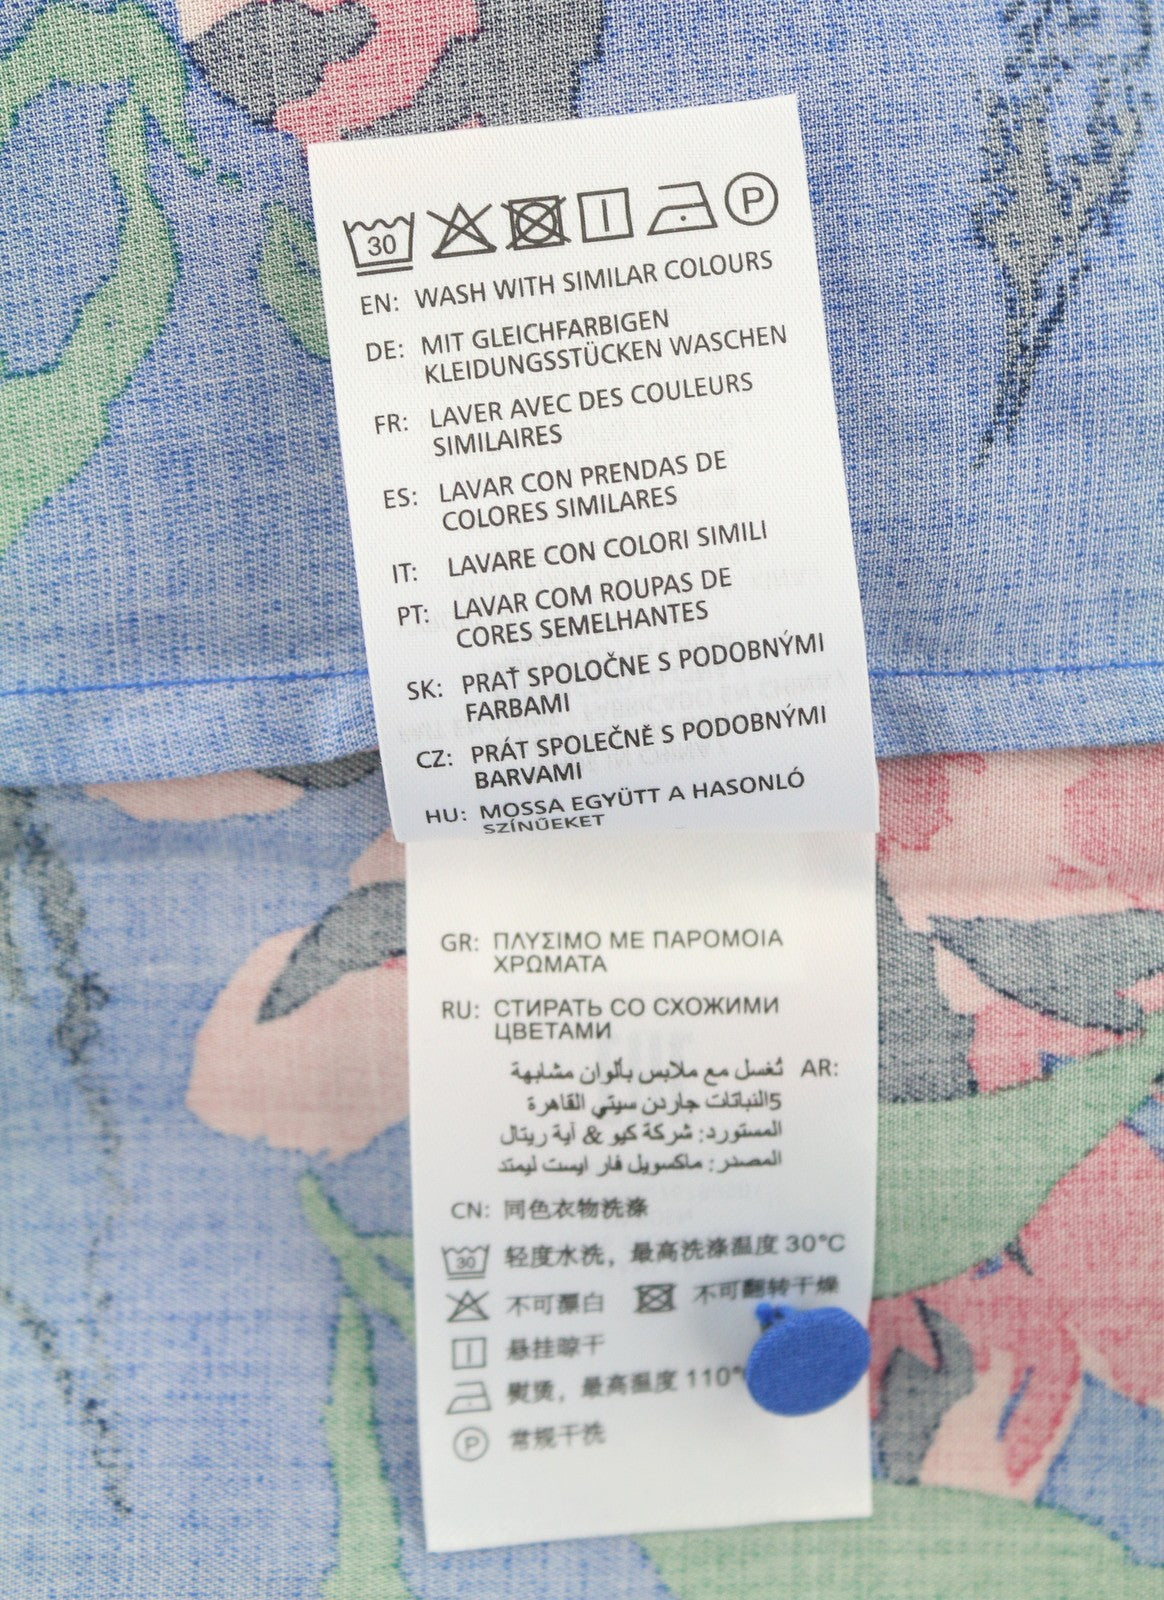 30 P
EN: WASH WITH SIMILAR COLOURS
DE: MIT GLEICHFARBIGEN
KLEIDUNGSSTÜCKEN WASCHEN
FR: LAVER AVEC DES COULEURS
SIMILAIRES
ES: LAVAR CON PRENDAS DE
COLORES SIMILARES
IT: LAVARE CON COLORI SIMILI
PT: LAVAR COM ROUPAS DE
CORES SEMELHANTES
SK: PRAŤ SPOLOČNE S PODOBNÝMI
FARBAMI
CZ: PRÁT SPOLEČNĚ S PODOBNÝMI
BARVAMI
HU: MOSSA EGYÜTT A HASONLÓ
SZÍNŰEKET
GR: ΠΛΥΣΙΜΟ ΜΕ ΠΑΡΟΜΟΙΑ
ΧΡΩΜΑΤΑ
RU: СТИРАТЬ СО СХОЖИМИ
ЦВЕТАМИ
AR: تُغسل مع ملابس بألوان مشابهة
5النباتات جاردن سيتي القاهرة
المستورد: شركة كيو & أية ريتال
المصدر: ماكسويل فار ايست ليمتد
CN: 同色衣物洗涤
30 轻度水洗，最高洗涤温度 30°C
不可漂白 不可翻转干燥
悬挂晾干
熨烫，最高温度 110°
P 常规干洗